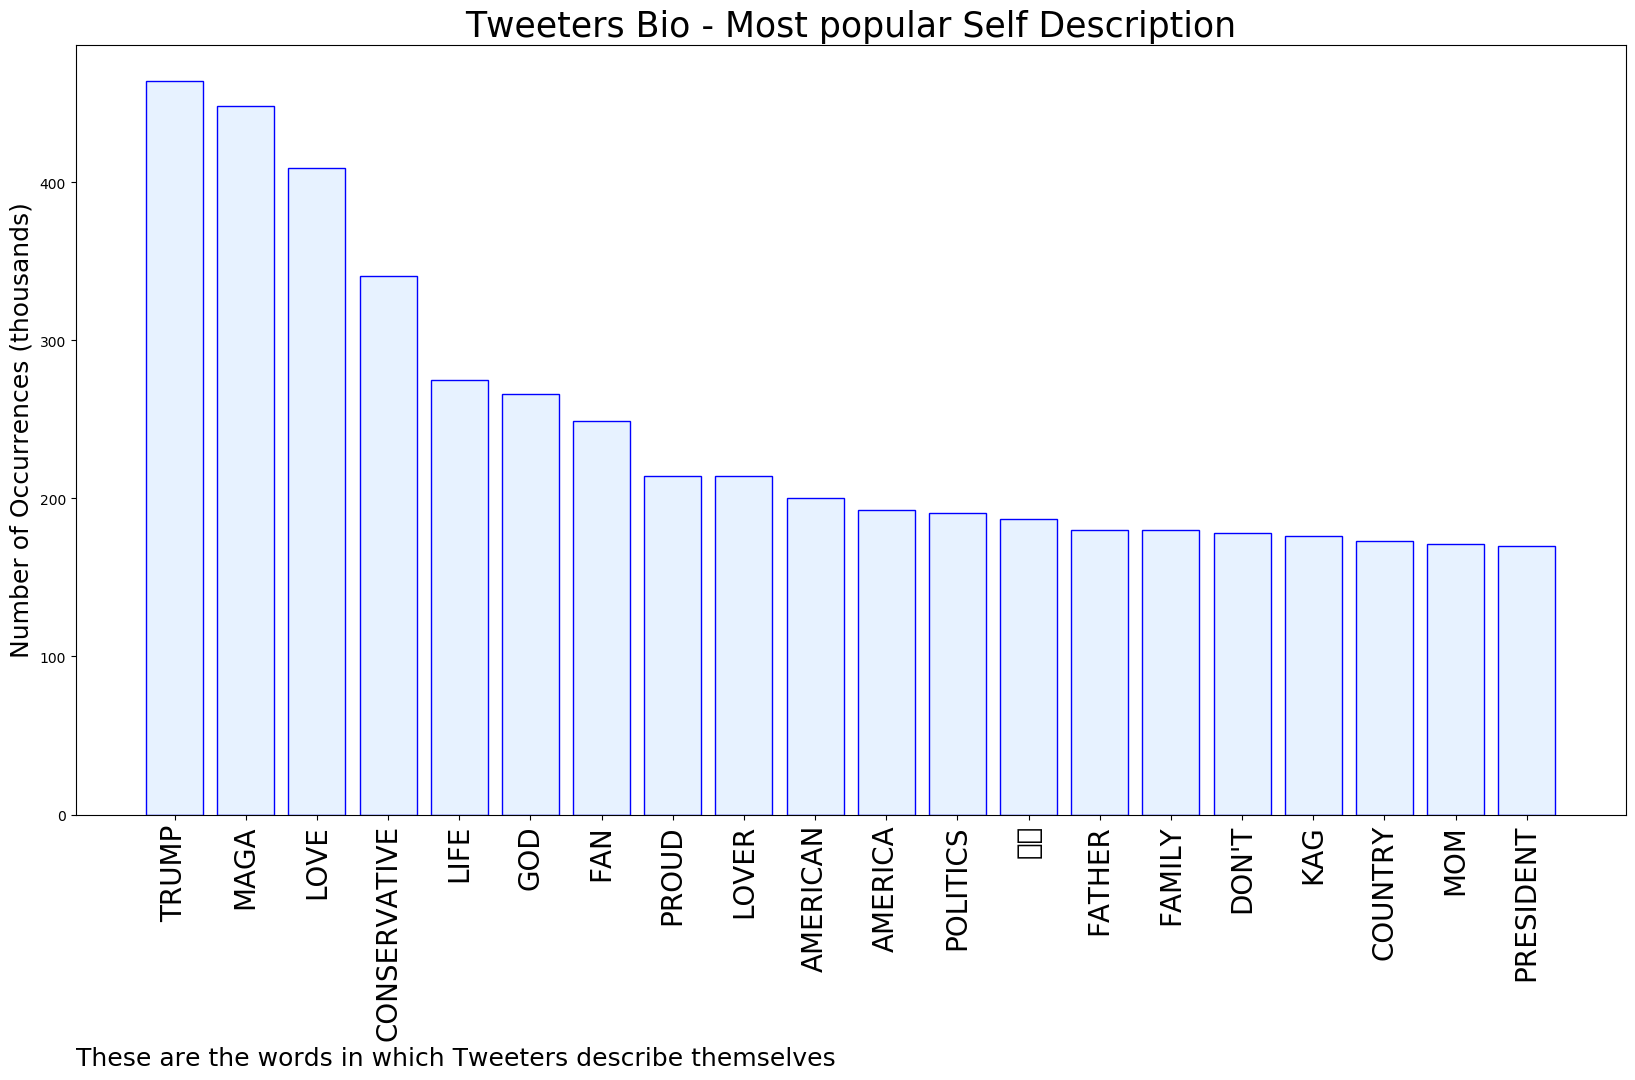 Tweeters Bio - Most popular Self Description
Number of Occurrences (thousands)
400
300
200
100
0
TRUMP
MAGA
LOVE
CONSERVATIVE
LIFE
GOD
FAN
PROUD
LOVER
AMERICAN
AMERICA
POLITICS
FATHER
FAMILY
DON'T
KAG
COUNTRY
MOM
PRESIDENT
These are the words in which Tweeters describe themselves